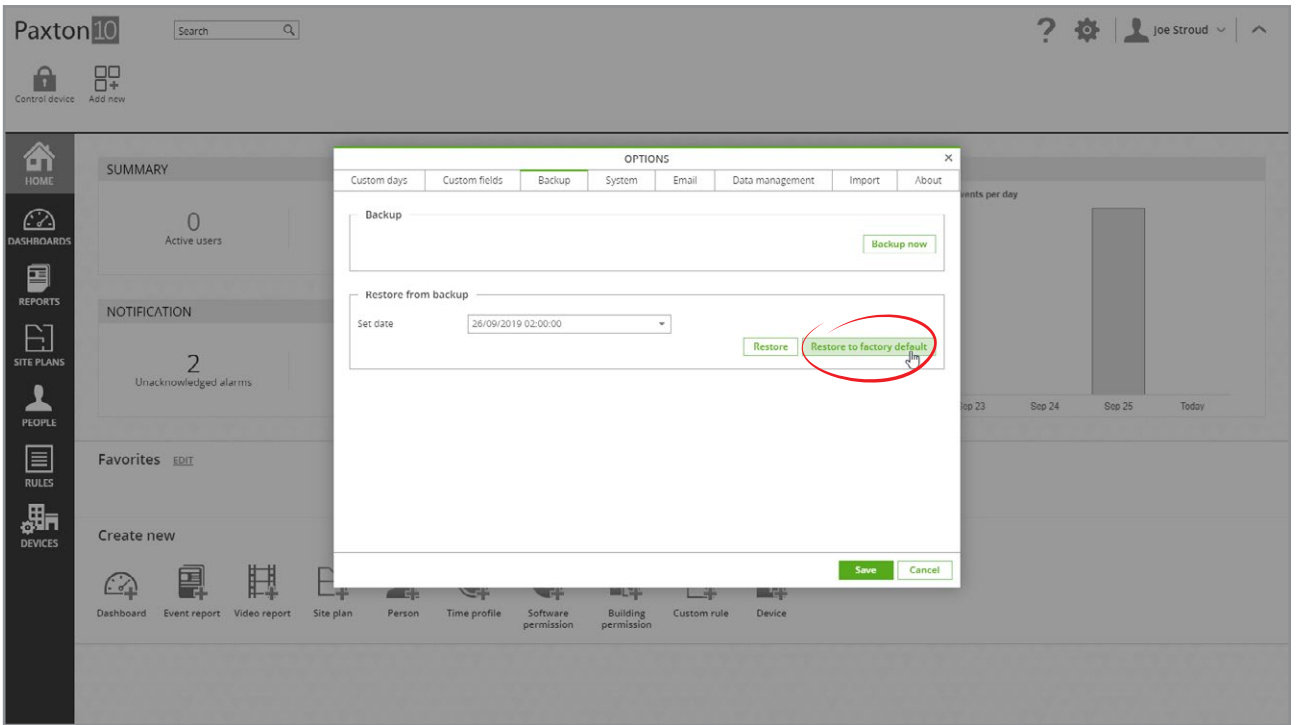 Paxton10
Search
Joe Stroud
Control device
Add new
HOME
DASHBOARDS
REPORTS
SITE PLANS
PEOPLE
RULES
DEVICES
SUMMARY
0
Active users
NOTIFICATION
2
Unacknowledged alarms
OPTIONS
Custom days
Custom fields
Backup
System
Email
Data management
Import
About
Backup
Backup now
Restore from backup
Set date
26/09/2019 02:00:00
Restore
Restore to factory default
Save
Cancel
per day
Sep 24
Sep 25
Today
Favorites EDIT
Create new
Dashboard
Event report
Video report
Site plan
Person
Time profile
Software
permission
Building
permission
Custom rule
Device